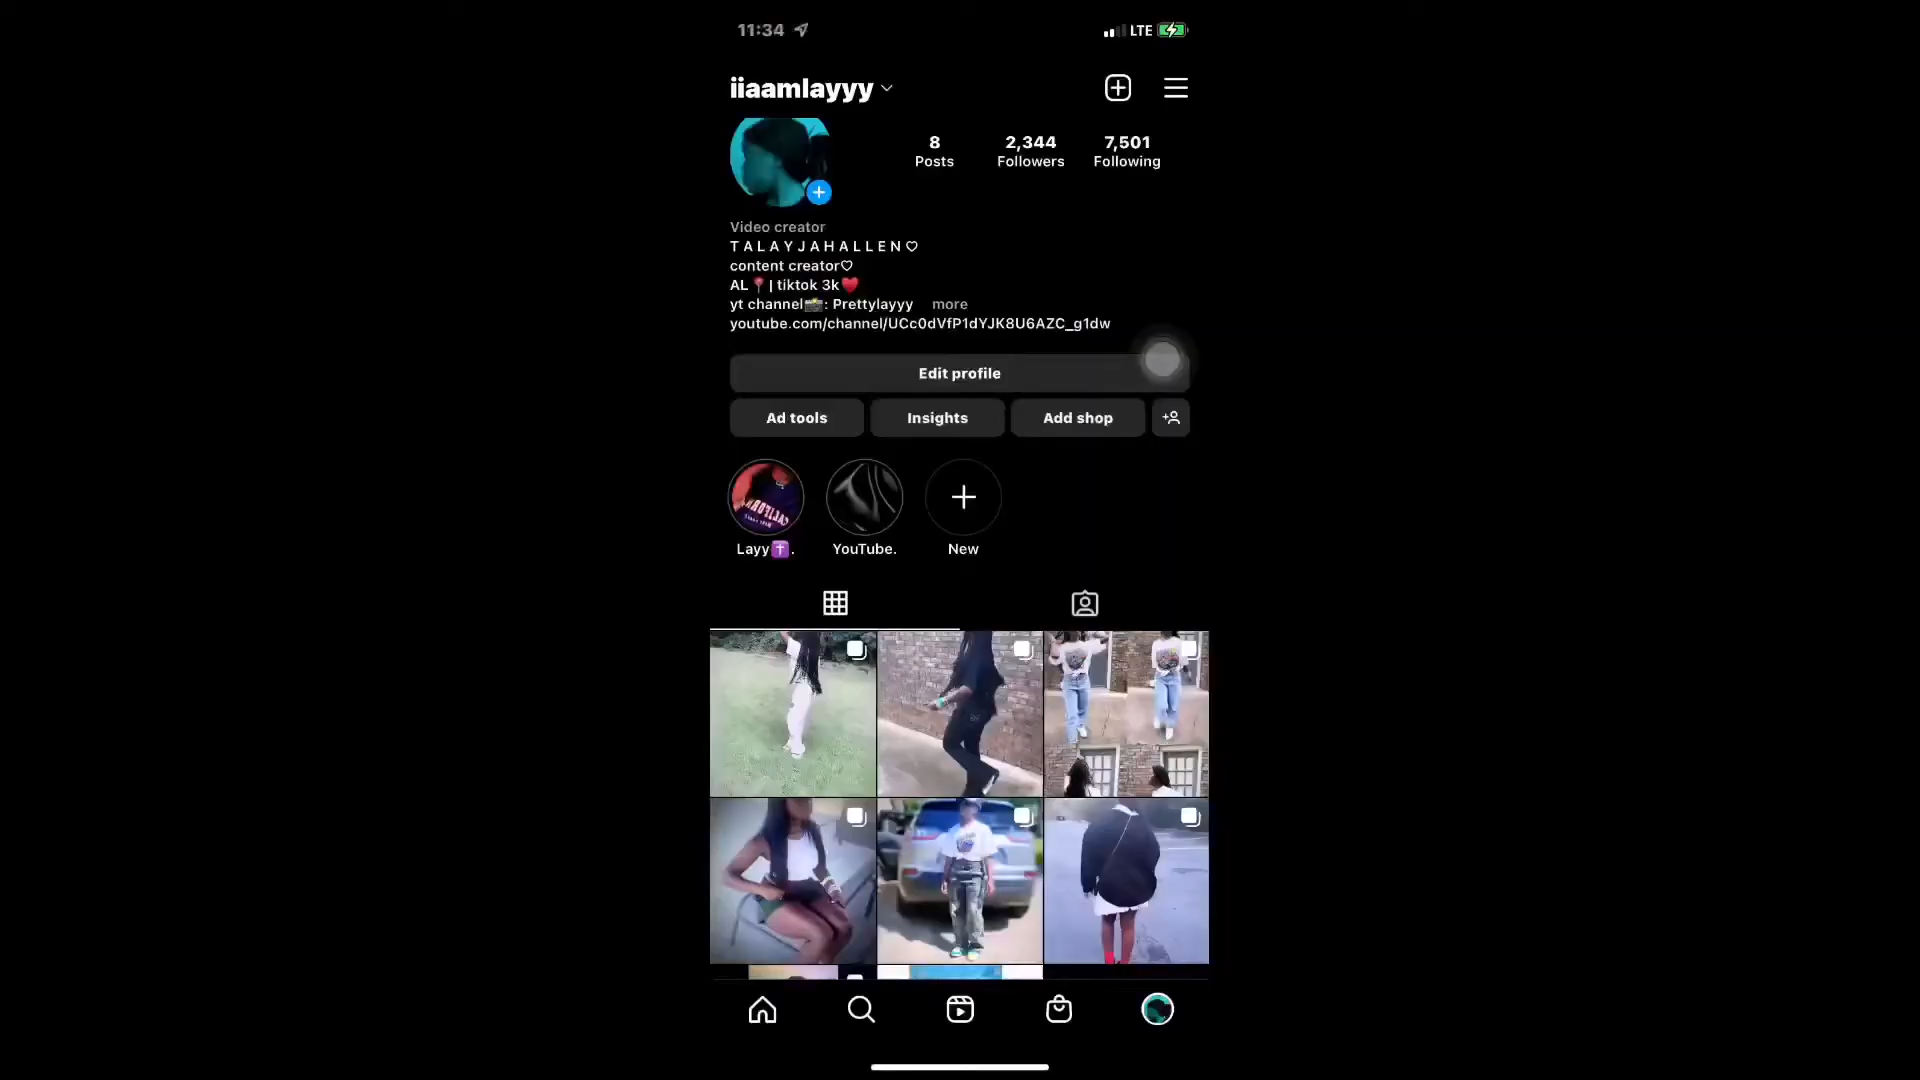 11:34 LTE
iiaamlayyy
8 2,344 7,501
Posts Followers Following
Video creator
T A L A Y J A H A L L E N ♡
content creator♡
AL📍| tiktok 3k♥️
yt channel📸: Prettylayyy more
youtube.com/channel/UCc0dVfP1dYJK8U6AZC_g1dw
Edit profile
Ad tools Insights Add shop
Layy✝️. YouTube. New